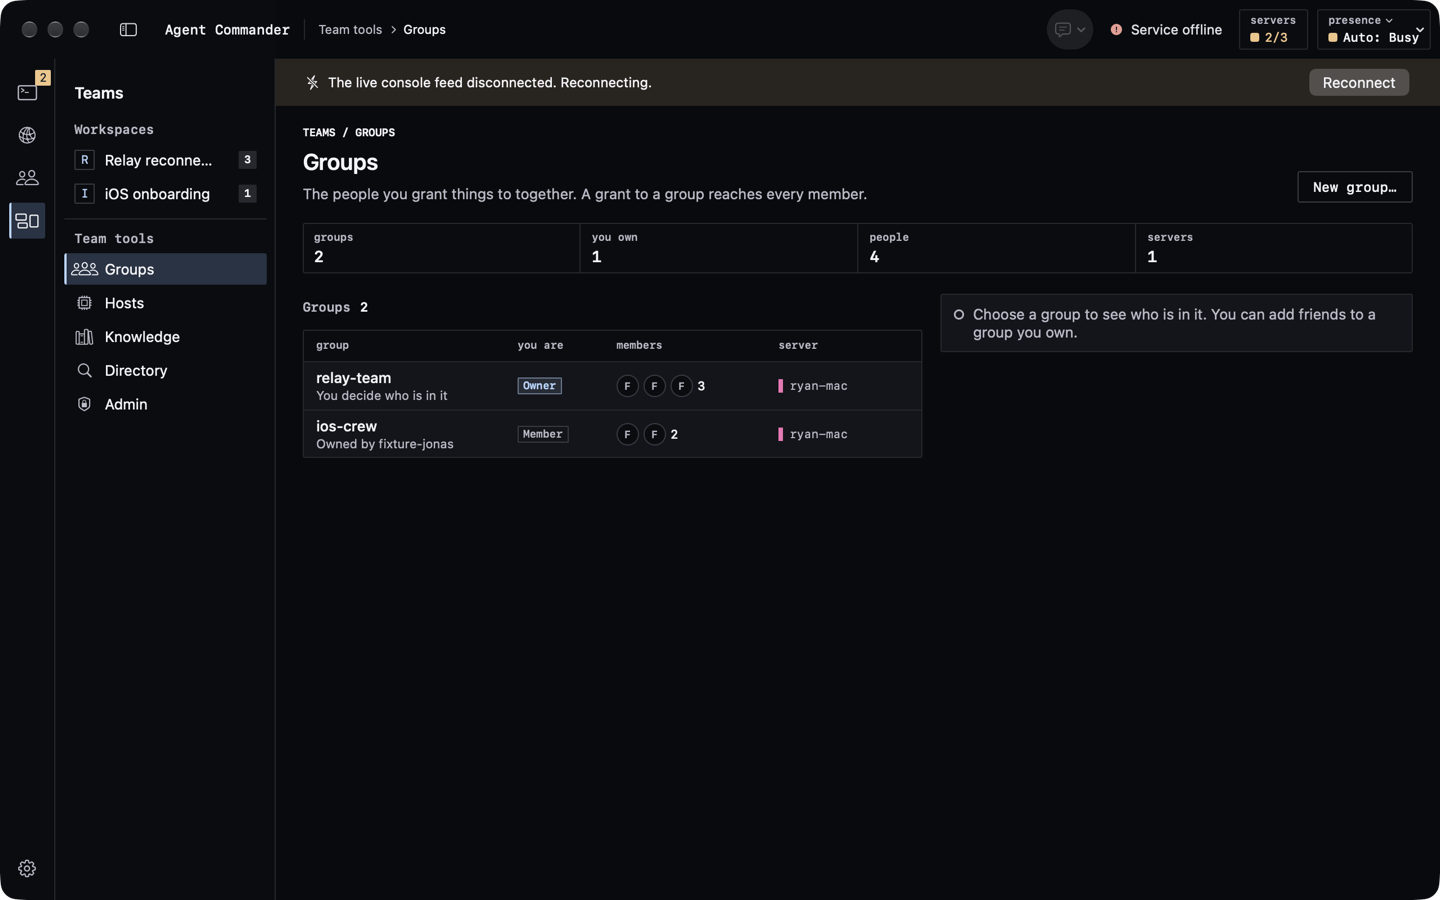 Agent Commander
Team tools > Groups
Service offline
servers
2/3
presence
Auto: Busy
2
Teams
Workspaces
R Relay reconne... 3
I iOS onboarding 1
Team tools
Groups
Hosts
Knowledge
Directory
Admin
The live console feed disconnected. Reconnecting.
Reconnect
TEAMS / GROUPS
Groups
The people you grant things to together. A grant to a group reaches every member.
New group…
groups
2
you own
1
people
4
servers
1
Groups 2
group you are members server
relay-team
You decide who is in it
Owner
F F F 3
ryan-mac
ios-crew
Owned by fixture-jonas
Member
F F 2
ryan-mac
Choose a group to see who is in it. You can add friends to a
group you own.